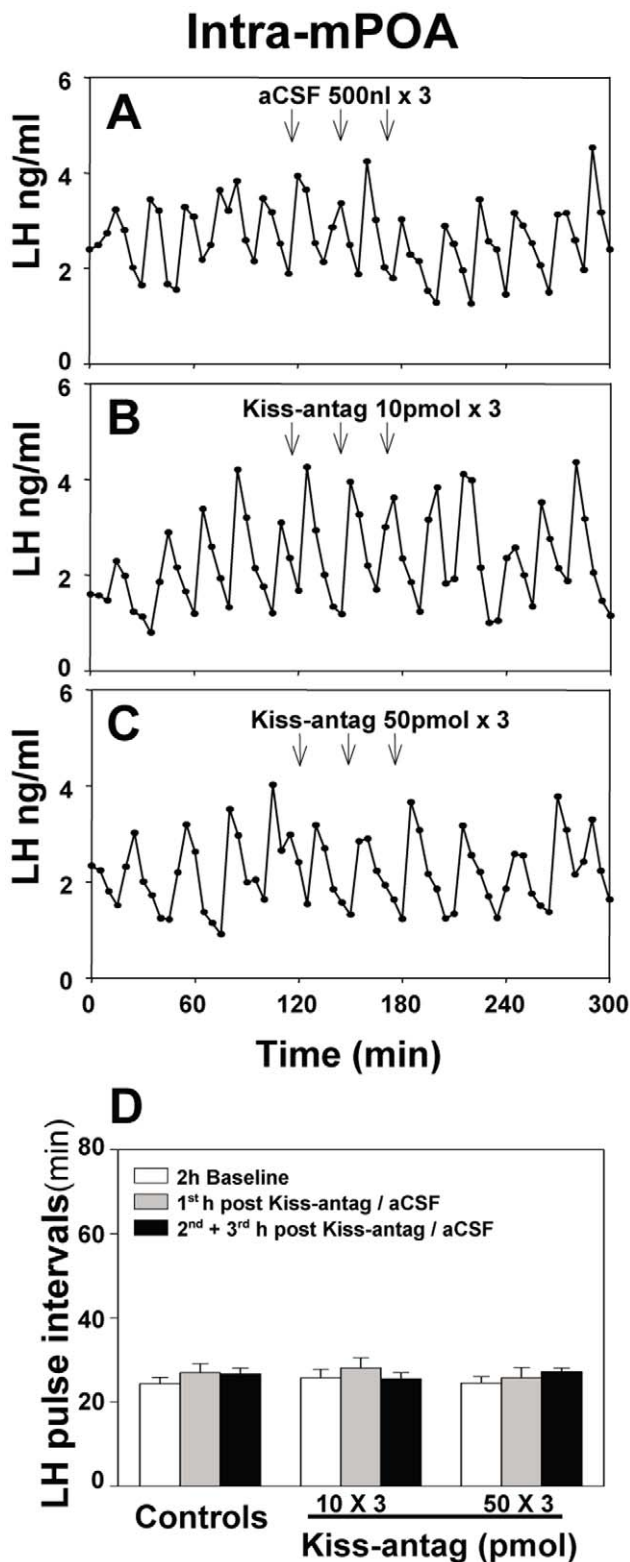 Intra-mPOA
A
aCSF 500nl x 3
LH ng/ml
6
4
2
0
B
Kiss-antag 10pmol x 3
LH ng/ml
6
4
2
0
C
Kiss-antag 50pmol x 3
LH ng/ml
6
4
2
0
0 60 120 180 240 300
Time (min)
D
LH pulse intervals(min)
80
60
40
20
0
2h Baseline
1st h post Kiss-antag / aCSF
2nd + 3rd h post Kiss-antag / aCSF
Controls
10 X 3 50 X 3
Kiss-antag (pmol)